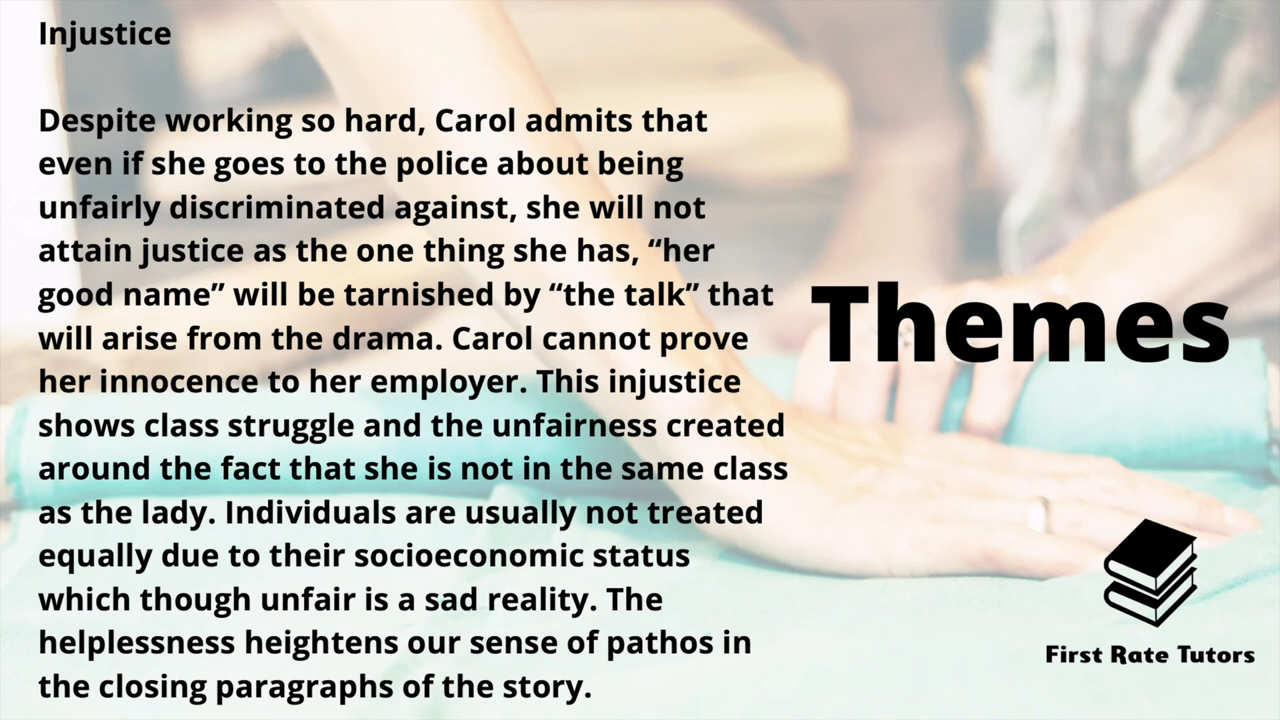 Injustice
Despite working so hard, Carol admits that
even if she goes to the police about being
unfairly discriminated against, she will not
attain justice as the one thing she has, “her
good name” will be tarnished by “the talk” that
will arise from the drama. Carol cannot prove
her innocence to her employer. This injustice
shows class struggle and the unfairness created
around the fact that she is not in the same class
as the lady. Individuals are usually not treated
equally due to their socioeconomic status
which though unfair is a sad reality. The
helplessness heightens our sense of pathos in
the closing paragraphs of the story.
Themes
First Rate Tutors